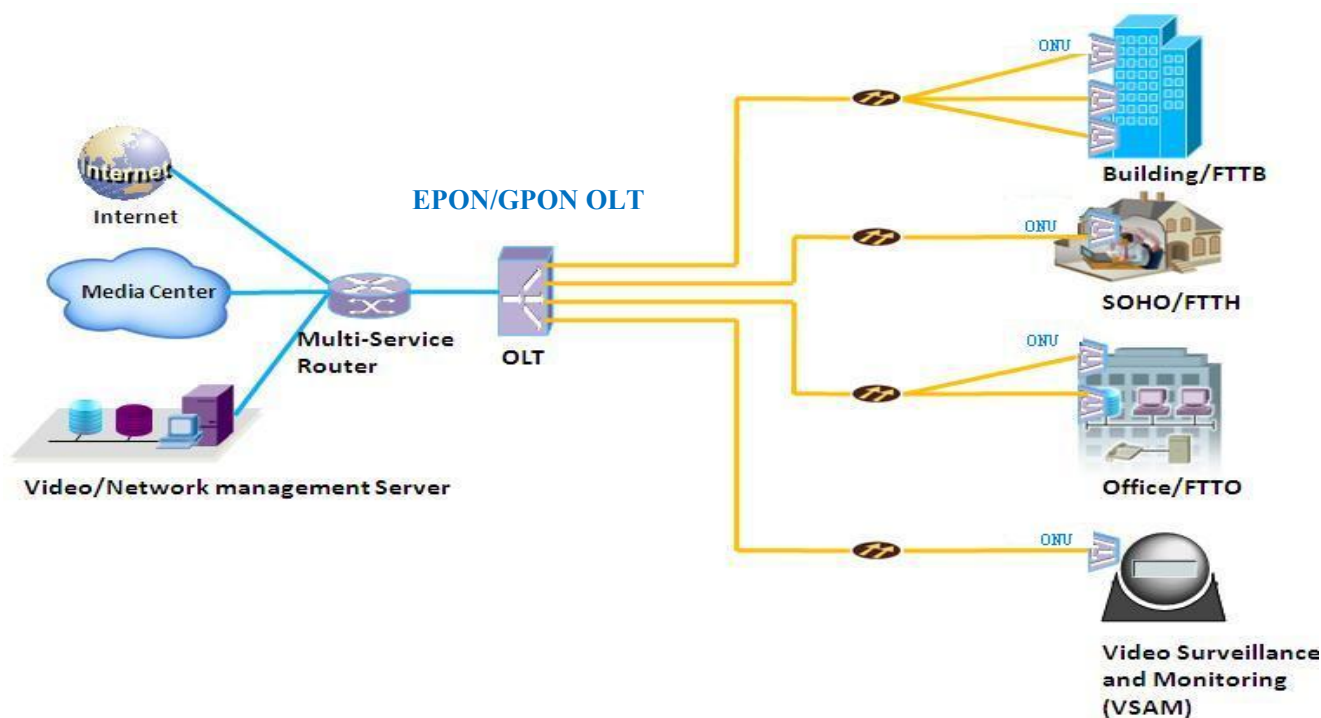 ONU
Building/FTTB
Internet
Internet
EPON/GPON OLT
ONU
Media Center
SOHO/FTTH
Multi-Service
Router
OLT
ONU
Video/Network management Server
Office/FTTO
ONU
Video Surveillance
and Monitoring
(VSAM)